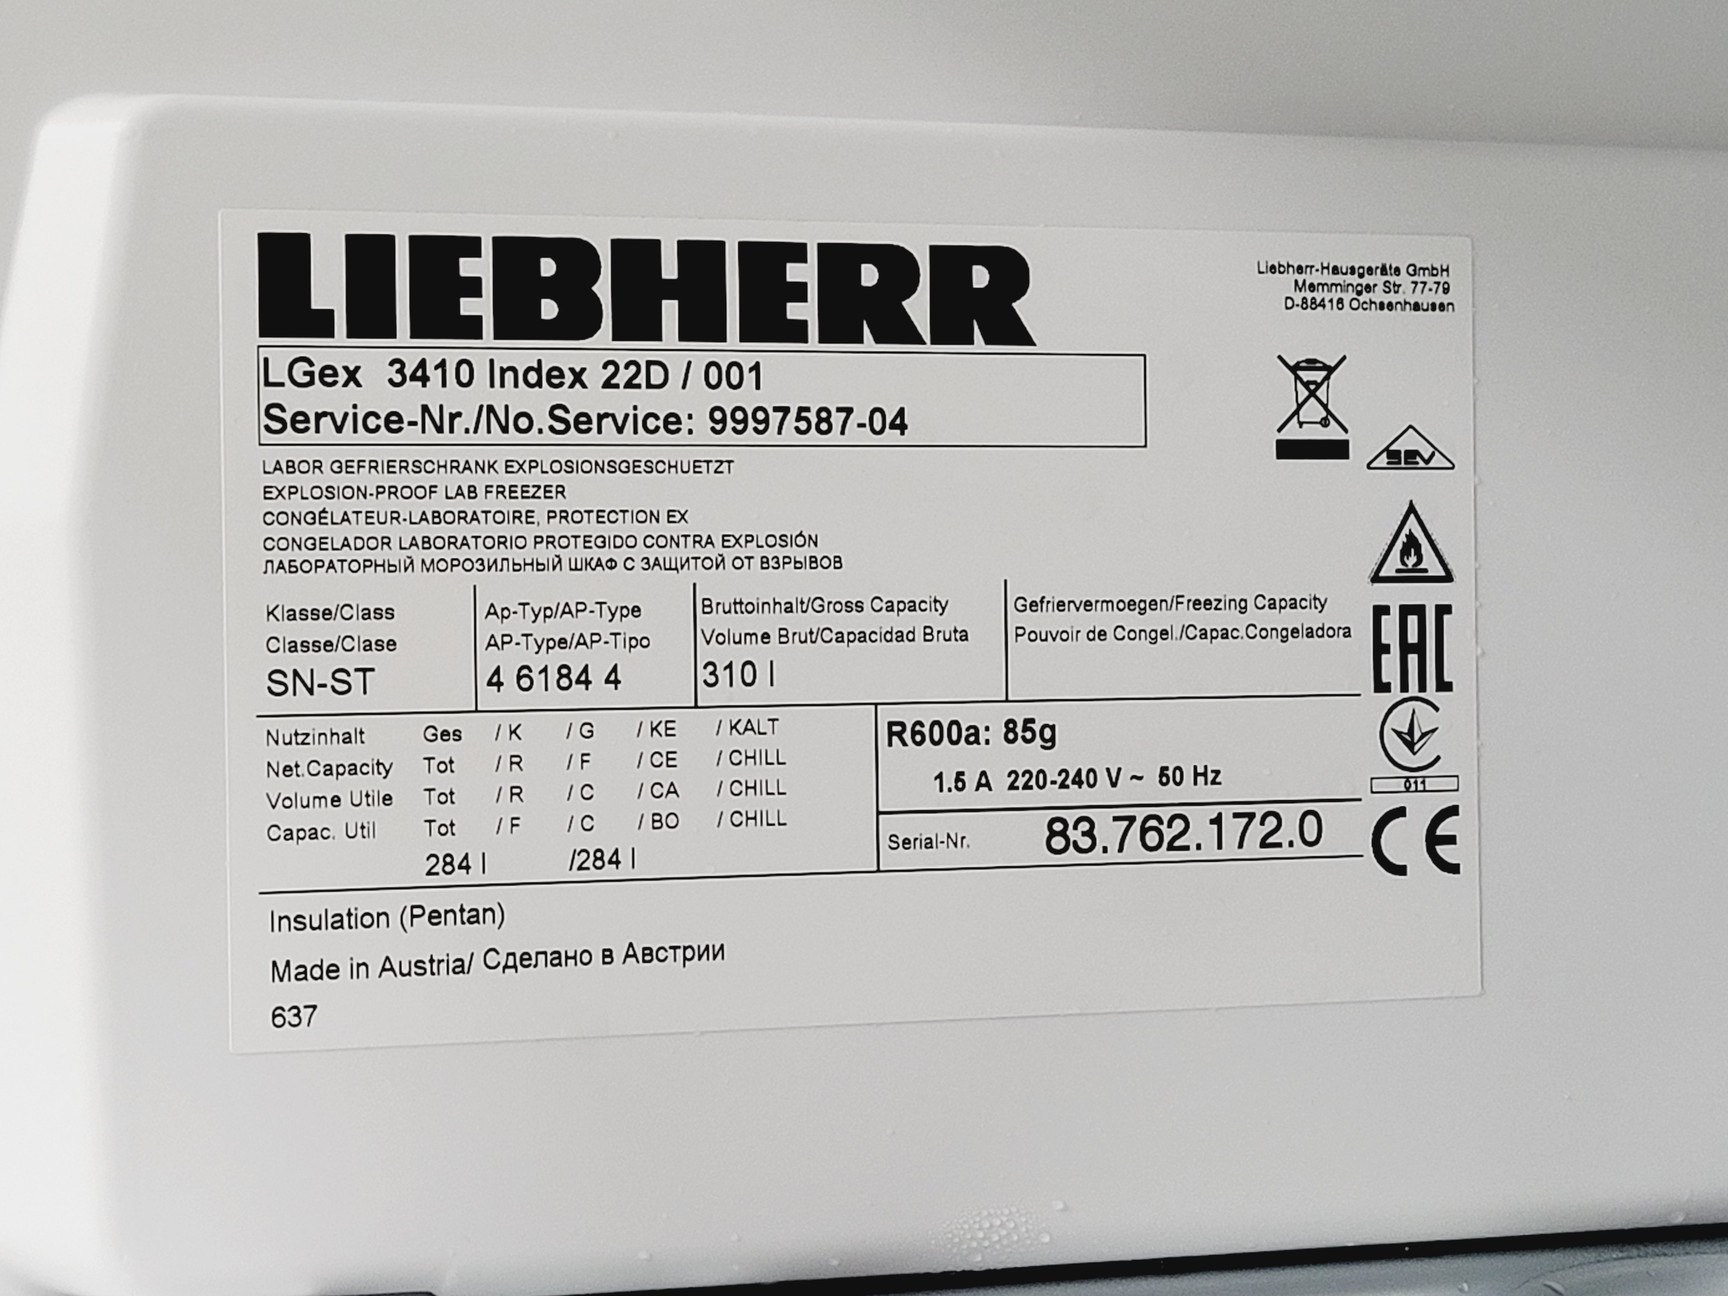 LIEBHERR
Liebherr-Hausgeräte GmbH
Memminger Str. 77-79
D-88416 Ochsenhausen
LGex 3410 Index 22D / 001
Service-Nr./No.Service: 9997587-04
LABOR GEFRIERSCHRANK EXPLOSIONSGESCHUETZT
EXPLOSION-PROOF LAB FREEZER
CONGÉLATEUR-LABORATOIRE, PROTECTION EX
CONGELADOR LABORATORIO PROTEGIDO CONTRA EXPLOSIÓN
ЛАБОРАТОРНЫЙ МОРОЗИЛЬНЫЙ ШКАФ С ЗАЩИТОЙ ОТ ВЗРЫВОВ
SEV
Klasse/Class
Classe/Clase
SN-ST
Ap-Typ/AP-Type
AP-Type/AP-Tipo
4 6184 4
Bruttoinhalt/Gross Capacity
Volume Brut/Capacidad Bruta
310 l
Gefriervermoegen/Freezing Capacity
Pouvoir de Congel./Capac.Congeladora
EAC
Nutzinhalt Ges / K / G / KE / KALT
Net.Capacity Tot / R / F / CE / CHILL
Volume Utile Tot / R / C / CA / CHILL
Capac. Util Tot / F / C / BO / CHILL
284 l /284 l
R600a: 85g
1.5 A 220-240 V ~ 50 Hz
Serial-Nr. 83.762.172.0
011
CE
Insulation (Pentan)
Made in Austria/ Сделано в Австрии
637